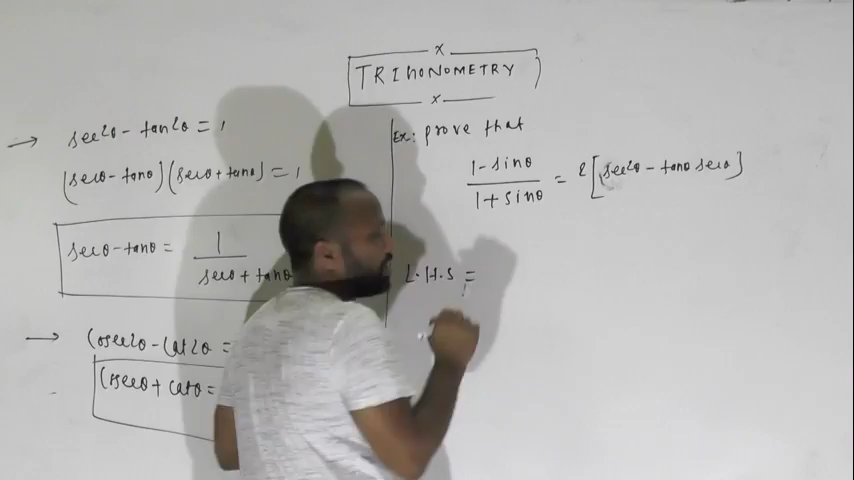 x
TRIGONOMETRY
x
→ sec²θ - tan²θ = 1
(secθ - tanθ)(secθ + tanθ) = 1
secθ - tanθ = 1 / secθ + tanθ
→ Cosec²θ - Cot²θ =
Cosecθ + Cotθ =
Ex: prove that
1 - sinθ / 1 + sinθ = 2[sec²θ - tanθ secθ]
L.H.S =